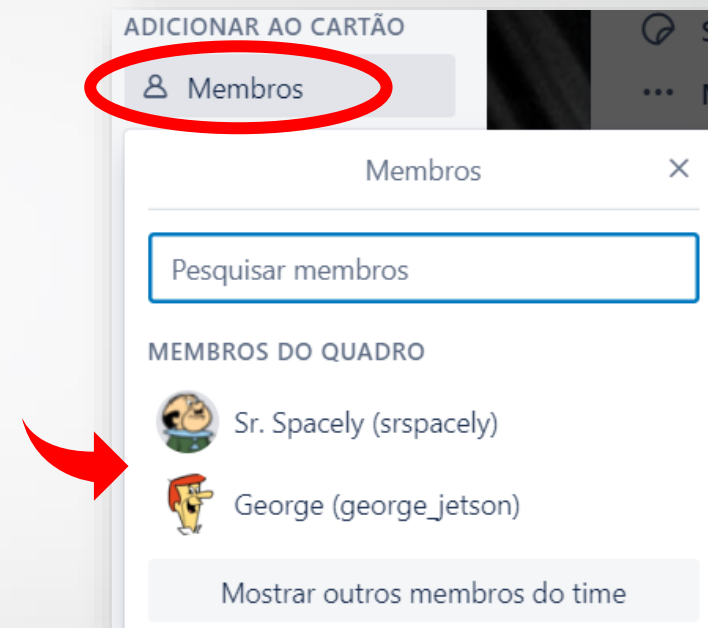 ADICIONAR AO CARTÃO
Membros
Membros
Pesquisar membros
MEMBROS DO QUADRO
Sr. Spacely (srspacely)
George (george_jetson)
Mostrar outros membros do time